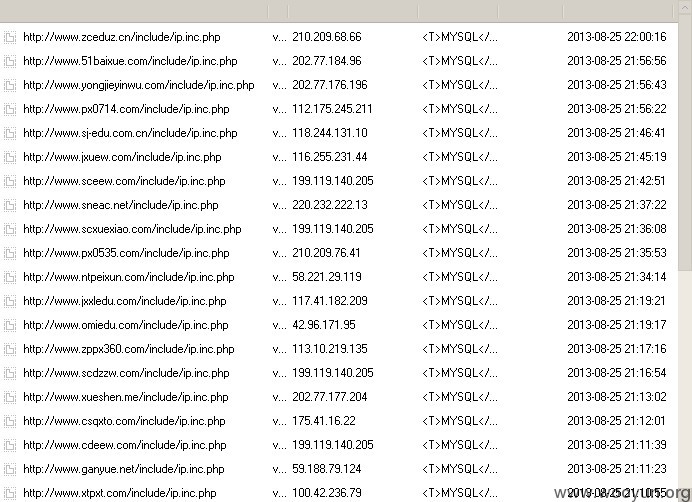 http://www.zceduz.cn/include/ip.inc.php v... 210.209.68.66 <T>MYSQL</... 2013-08-25 22:00:16
http://www.51baixue.com/include/ip.inc.php v... 202.77.184.96 <T>MYSQL</... 2013-08-25 21:56:56
http://www.yongjieyinwu.com/include/ip.inc.php v... 202.77.176.196 <T>MYSQL</... 2013-08-25 21:56:43
http://www.px0714.com/include/ip.inc.php v... 112.175.245.211 <T>MYSQL</... 2013-08-25 21:56:22
http://www.sj-edu.com.cn/include/ip.inc.php v... 118.244.131.10 <T>MYSQL</... 2013-08-25 21:46:41
http://www.jxuew.com/include/ip.inc.php v... 116.255.231.44 <T>MYSQL</... 2013-08-25 21:45:19
http://www.sceew.com/include/ip.inc.php v... 199.119.140.205 <T>MYSQL</... 2013-08-25 21:42:51
http://www.sneac.net/include/ip.inc.php v... 220.232.222.13 <T>MYSQL</... 2013-08-25 21:37:22
http://www.scxuexiao.com/include/ip.inc.php v... 199.119.140.205 <T>MYSQL</... 2013-08-25 21:36:08
http://www.px0535.com/include/ip.inc.php v... 210.209.76.41 <T>MYSQL</... 2013-08-25 21:35:53
http://www.ntpeixun.com/include/ip.inc.php v... 58.221.29.119 <T>MYSQL</... 2013-08-25 21:34:14
http://www.jxxledu.com/include/ip.inc.php v... 117.41.182.209 <T>MYSQL</... 2013-08-25 21:19:21
http://www.omiedu.com/include/ip.inc.php v... 42.96.171.95 <T>MYSQL</... 2013-08-25 21:19:17
http://www.zppx360.com/include/ip.inc.php v... 113.10.219.135 <T>MYSQL</... 2013-08-25 21:17:16
http://www.scdzzw.com/include/ip.inc.php v... 199.119.140.205 <T>MYSQL</... 2013-08-25 21:16:54
http://www.xueshen.me/include/ip.inc.php v... 202.77.177.204 <T>MYSQL</... 2013-08-25 21:13:02
http://www.csqxto.com/include/ip.inc.php v... 175.41.16.22 <T>MYSQL</... 2013-08-25 21:12:01
http://www.cdeew.com/include/ip.inc.php v... 199.119.140.205 <T>MYSQL</... 2013-08-25 21:11:39
http://www.ganyue.net/include/ip.inc.php v... 59.188.79.124 <T>MYSQL</... 2013-08-25 21:11:23
http://www.xtpxt.com/include/ip.inc.php v... 100.42.236.79 <T>MYSQL</... 2013-08-25 21:10:55